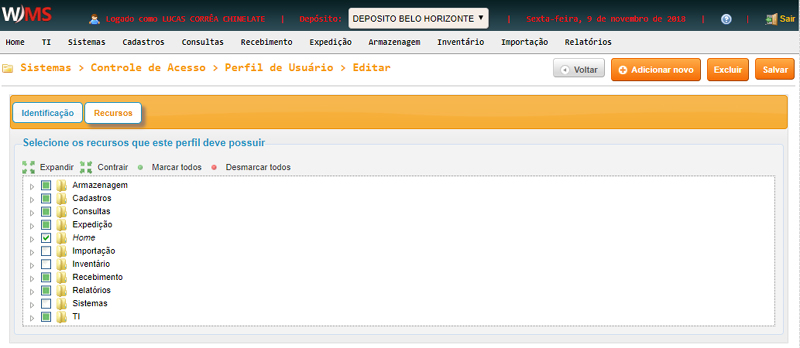 WMS
Logado como LUCAS CORRÊA CHINELATE | Depósito: DEPOSITO BELO HORIZONTE | Sexta-feira, 9 de novembro de 2018 | | Sair
Home TI Sistemas Cadastros Consultas Recebimento Expedição Armazenagem Inventário Importação Relatórios
Sistemas > Controle de Acesso > Perfil de Usuário > Editar
Voltar Adicionar novo Excluir Salvar
Identificação Recursos
Selecione os recursos que este perfil deve possuir
Expandir Contrair Marcar todos Desmarcar todos
Armazenagem
Cadastros
Consultas
Expedição
Home
Importação
Inventário
Recebimento
Relatórios
Sistemas
TI